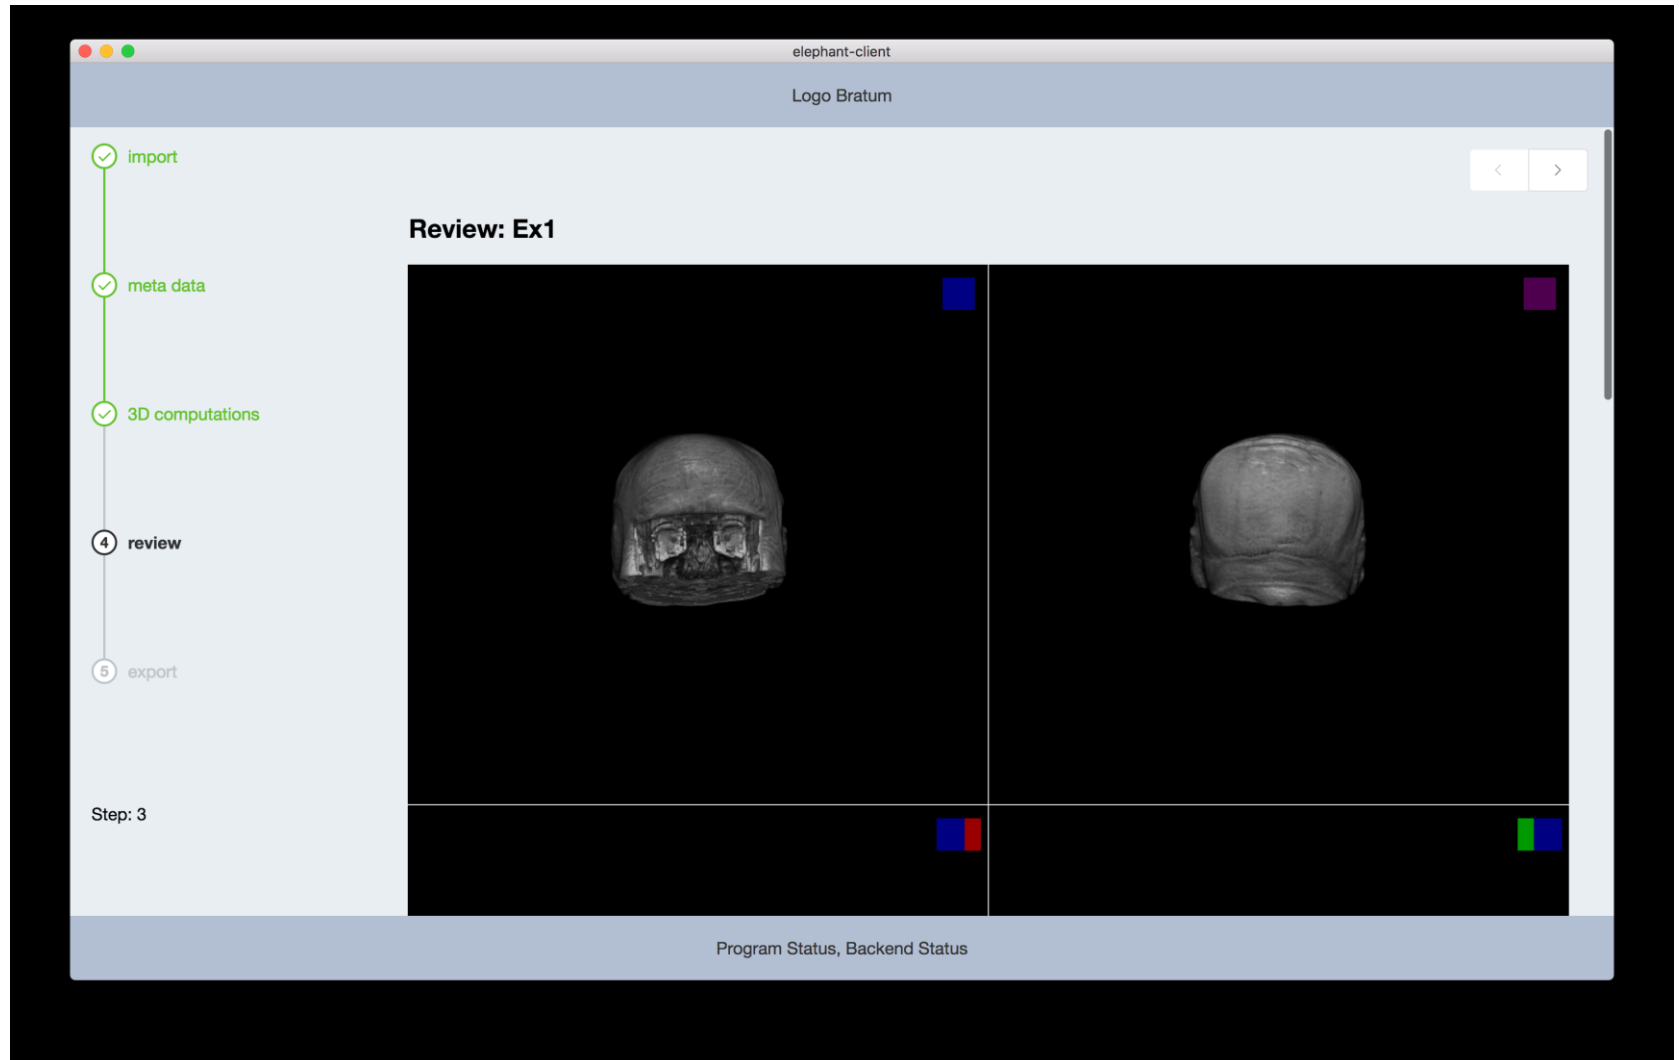 elephant-client
Logo Bratum
import
meta data
3D computations
4 review
5 export
Step: 3
Review: Ex1
Program Status, Backend Status